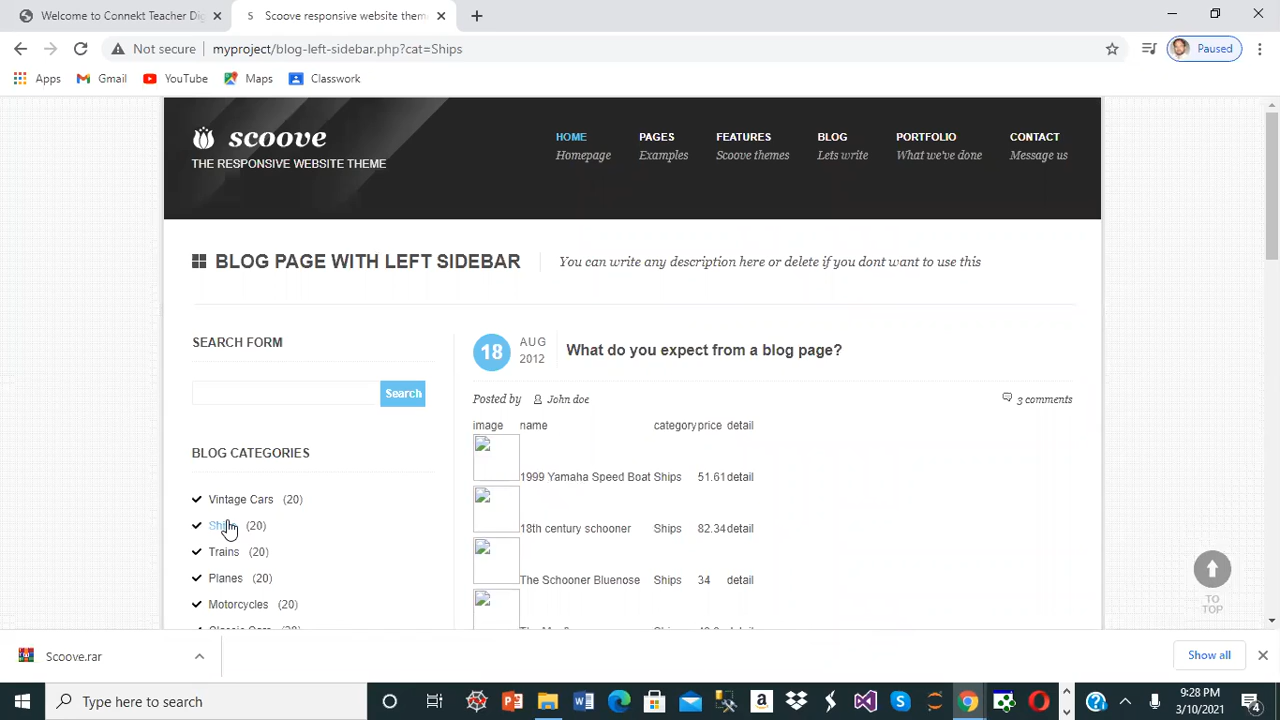 Welcome to Connekt Teacher Dig
Scoove responsive website them
Not secure
myproject/blog-left-sidebar.php?cat=Ships
Paused
Apps
Gmail
YouTube
Maps
Classwork
scoove
THE RESPONSIVE WEBSITE THEME
HOME PAGES FEATURES BLOG PORTFOLIO CONTACT
Homepage Examples Scoove themes Lets write What we've done Message us
BLOG PAGE WITH LEFT SIDEBAR
You can write any description here or delete if you dont want to use this
SEARCH FORM
Search
BLOG CATEGORIES
Vintage Cars (20)
Ships (20)
Trains (20)
Planes (20)
Motorcycles (20)
Classic Cars (20)
18
AUG
2012
What do you expect from a blog page?
Posted by John doe
3 comments
image name category price detail
1999 Yamaha Speed Boat Ships 51.61 detail
18th century schooner Ships 82.34 detail
The Schooner Bluenose Ships 34 detail
TO
TOP
Scoove.rar
Show all
Type here to search
9:28 PM
3/10/2021
4